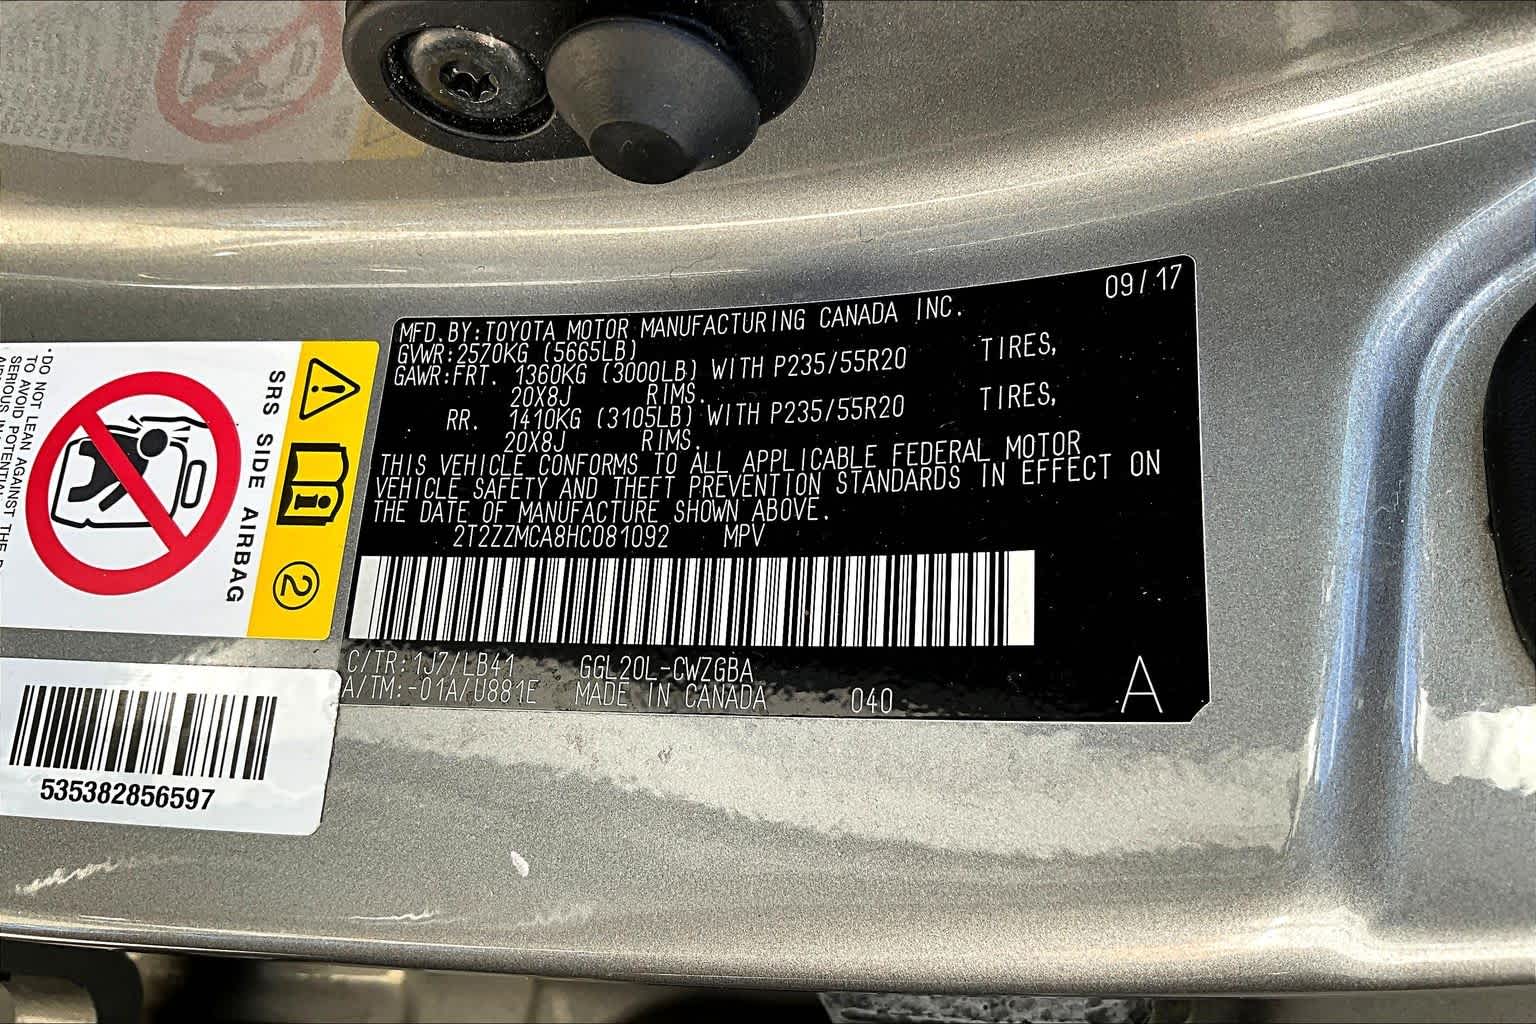 09/17
MFD.BY:TOYOTA MOTOR MANUFACTURING CANADA INC.
GVWR:2570KG (5665LB)
GAWR:FRT. 1360KG (3000LB) WITH P235/55R20 TIRES,
20X8J RIMS.
RR. 1410KG (3105LB) WITH P235/55R20 TIRES,
20X8J RIMS.
THIS VEHICLE CONFORMS TO ALL APPLICABLE FEDERAL MOTOR
VEHICLE SAFETY AND THEFT PREVENTION STANDARDS IN EFFECT ON
THE DATE OF MANUFACTURE SHOWN ABOVE.
2T2ZZMCA8HC081092 MPV
C/TR:1J7/LB41 GGL20L-CWZGBA
A/TM:-01A/U881E MADE IN CANADA 040
A
SRS SIDE AIRBAG
2
•DO NOT LEAN AGAINST THE
TO AVOID POTENTIAL
SERIOUS
535382856597